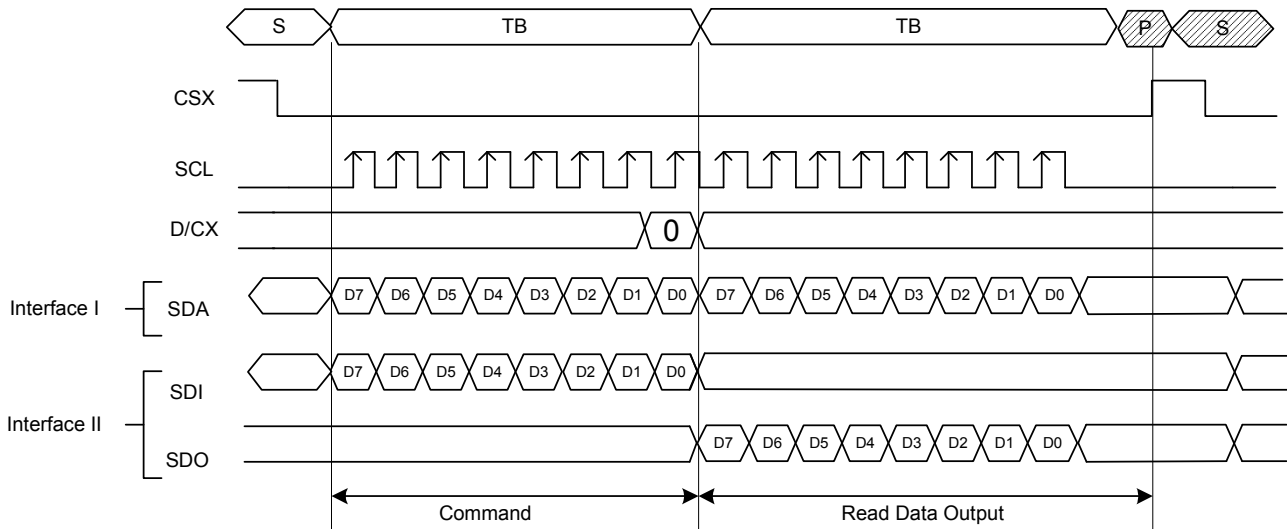 S TB TB P S
CSX
SCL
D/CX 0
Interface I SDA D7 D6 D5 D4 D3 D2 D1 D0 D7 D6 D5 D4 D3 D2 D1 D0
SDI D7 D6 D5 D4 D3 D2 D1 D0
Interface II
SDO D7 D6 D5 D4 D3 D2 D1 D0
Command Read Data Output